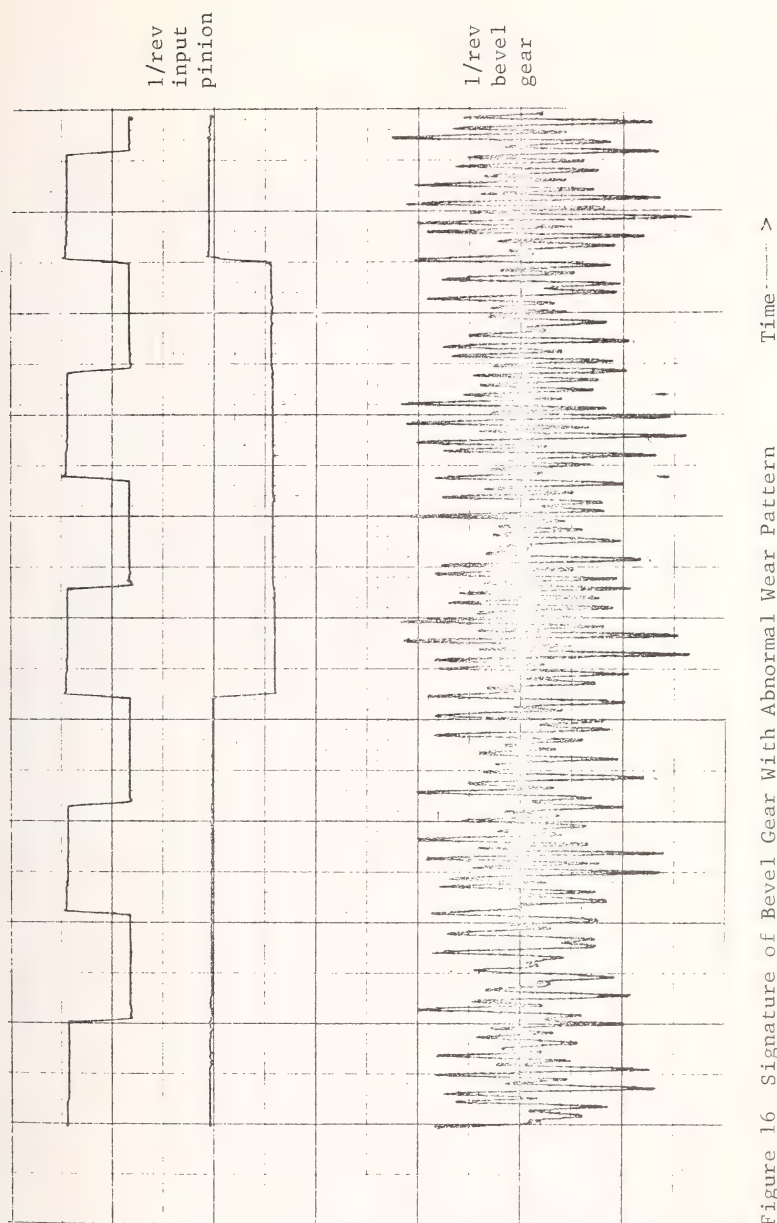 1/rev
input
pinion
1/rev
bevel
gear
Figure 16 Signature of Bevel Gear With Abnormal Wear Pattern Time------>